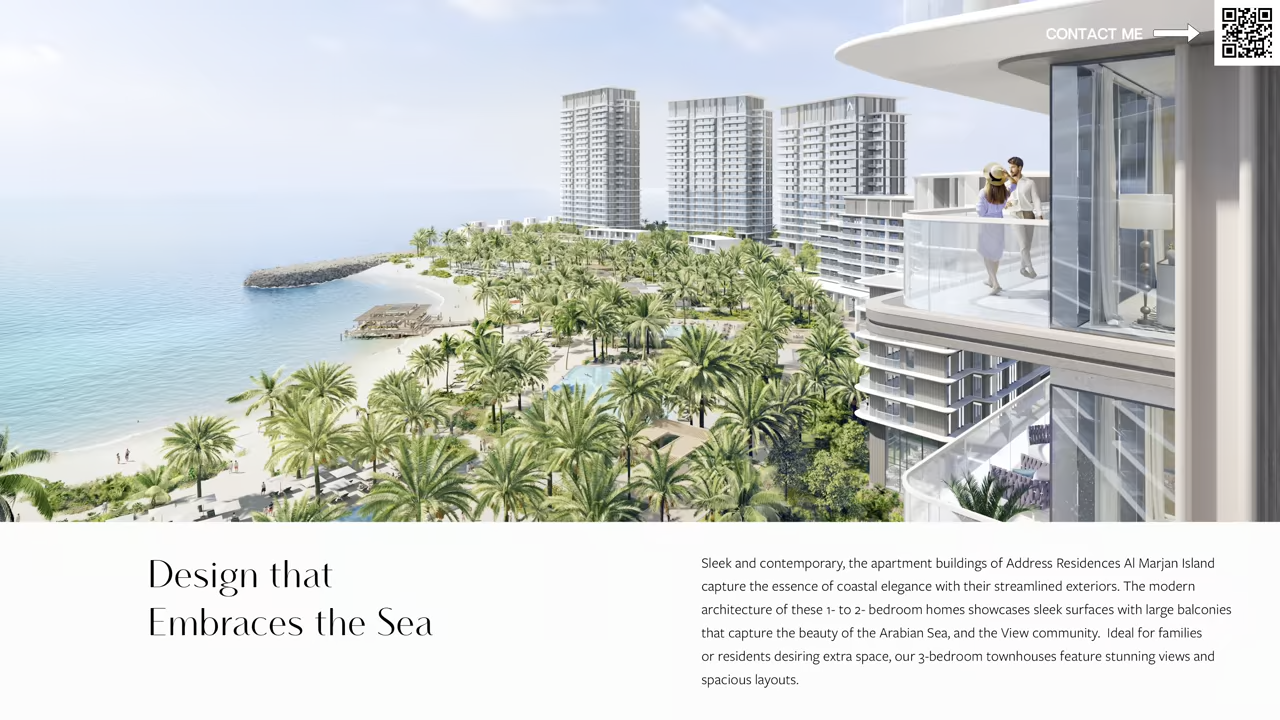 CONTACT ME
Design that
Embraces the Sea
Sleek and contemporary, the apartment buildings of Address Residences Al Marjan Island
capture the essence of coastal elegance with their streamlined exteriors. The modern
architecture of these 1- to 2- bedroom homes showcases sleek surfaces with large balconies
that capture the beauty of the Arabian Sea, and the View community.  Ideal for families
or residents desiring extra space, our 3-bedroom townhouses feature stunning views and
spacious layouts.